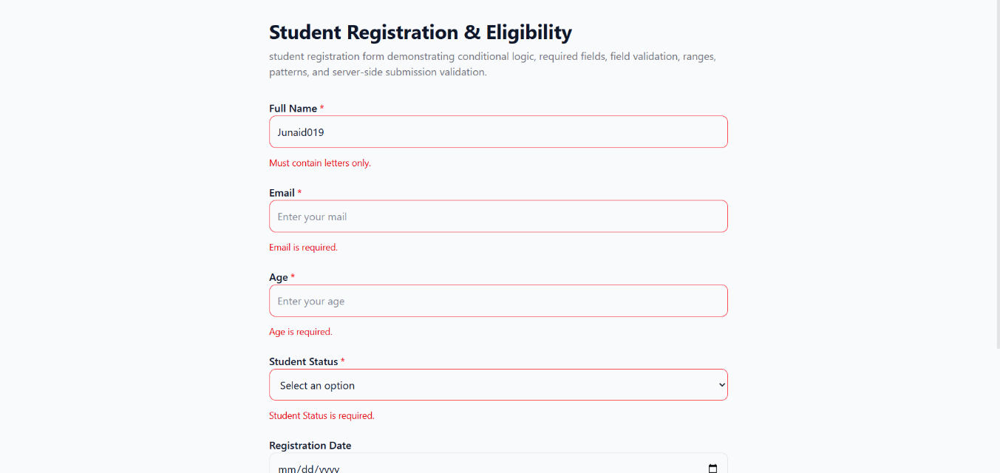 Student Registration & Eligibility
student registration form demonstrating conditional logic, required fields, field validation, ranges,
patterns, and server-side submission validation.
Full Name *
Junaid019
Must contain letters only.
Email *
Enter your mail
Email is required.
Age *
Enter your age
Age is required.
Student Status *
Select an option
Student Status is required.
Registration Date
mm/dd/yyyy